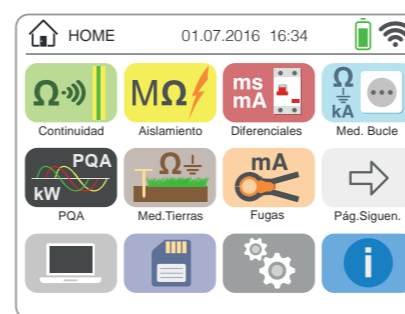 HOME 01.07.2016 16:34
Ω MΩ ms mA Ω kA
Continuidad Aislamiento Diferenciales Med. Bucle
PQA kW Ω mA
PQA Med.Tierras Fugas Pág.Siguen.
i